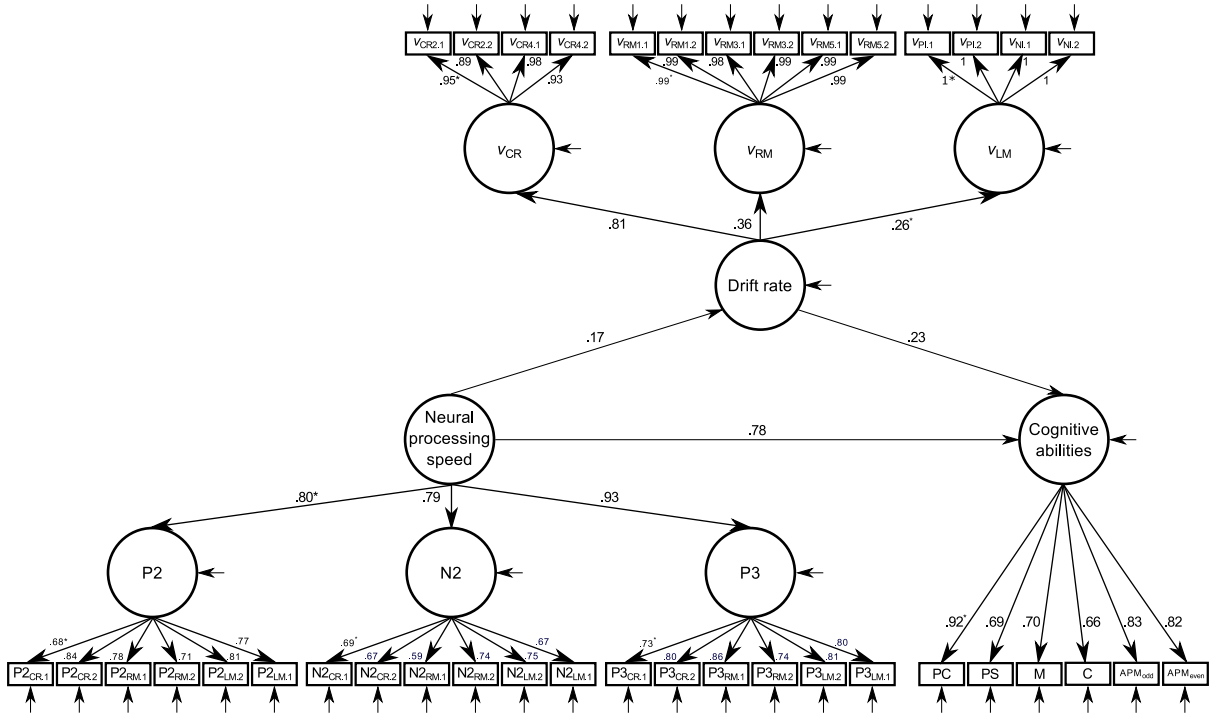 vCR2.1 vCR2.2 vCR4.1 vCR4.2 vRM1.1 vRM1.2 vRM3.1 vRM3.2 vRM5.1 vRM5.2 vPI.1 vPI.2 vNI.1 vNI.2
.95* .89 .98 .93 .99* .99 .98 .99 .99 .99 1* 1 1 1
vCR vRM vLM
.81 .36 .26*
Drift rate
.17 .23
Neural
processing
speed
.78
Cognitive
abilities
.80* .79 .93
P2 N2 P3
.92* .69 .70 .66 .83 .82
.68* .84 .78 .71 .81 .77 .69* .67 .59 .74 .75 .67 .73* .80 .86 .74 .81 .80
P2CR.1 P2CR.2 P2RM.1 P2RM.2 P2LM.2 P2LM.1 N2CR.1 N2CR.2 N2RM.1 N2RM.2 N2LM.2 N2LM.1 P3CR.1 P3CR.2 P3RM.1 P3RM.2 P3LM.2 P3LM.1 PC PS M C APModd APMeven